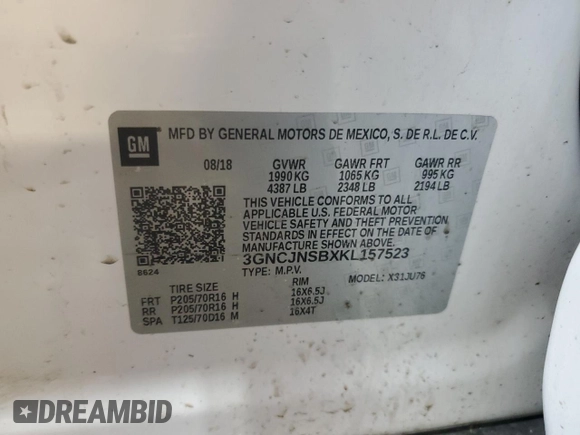 GM
MFD BY GENERAL MOTORS DE MEXICO, S. DE R.L. DE C.V.
08/18 GVWR GAWR FRT GAWR RR
1990 KG 1065 KG 995 KG
4387 LB 2348 LB 2194 LB
THIS VEHICLE CONFORMS TO ALL
APPLICABLE U.S. FEDERAL MOTOR
VEHICLE SAFETY AND THEFT PREVENTION
STANDARDS IN EFFECT ON THE DATE OF
MANUFACTURE SHOWN ABOVE.
3GNCJNSBXKL157523
8624
TYPE: M.P.V. MODEL: X31JU76
TIRE SIZE RIM
FRT P205/70R16 H 16X6.5J
RR P205/70R16 H 16X6.5J
SPA T125/70D16 M 16X4T
DREAMBID